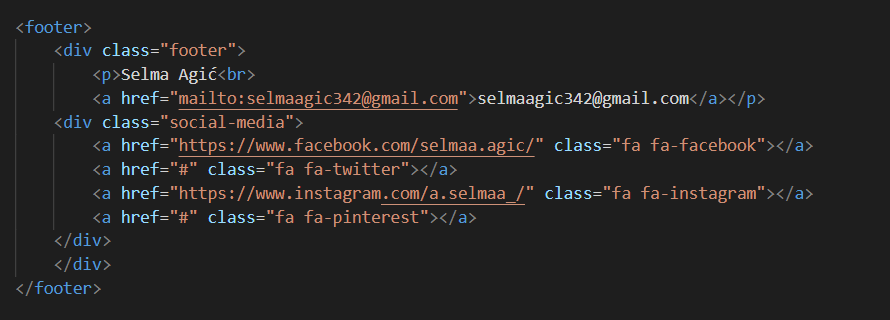 <footer>
    <div class="footer">
        <p>Selma Agić<br>
        <a href="mailto:selmaagic342@gmail.com">selmaagic342@gmail.com</a></p>
    <div class="social-media">
        <a href="https://www.facebook.com/selmaa.agic/" class="fa fa-facebook"></a>
        <a href="#" class="fa fa-twitter"></a>
        <a href="https://www.instagram.com/a.selmaa_/" class="fa fa-instagram"></a>
        <a href="#" class="fa fa-pinterest"></a>
    </div>
    </div>
</footer>